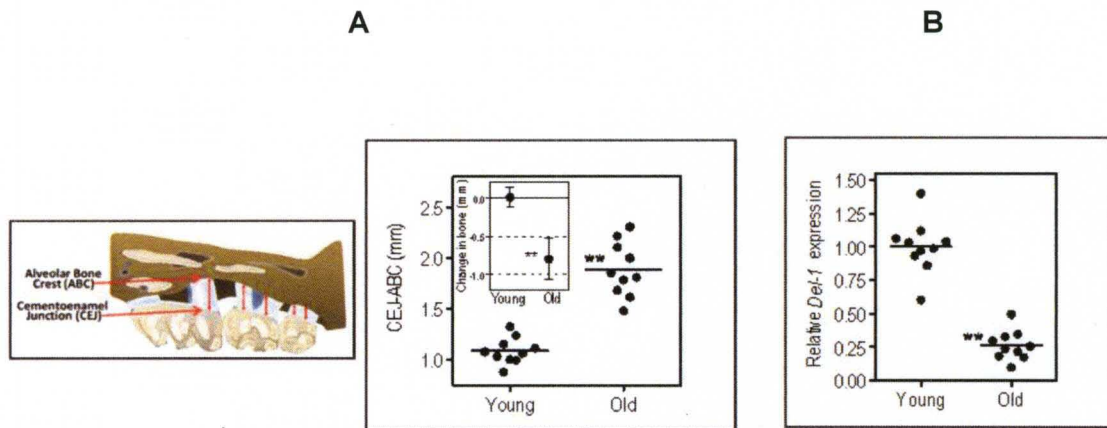 A
B
Alveolar Bone
Crest (ABC)
Cementoenamel
Junction (CEJ)
CEJ-ABC (mm)
2.5
2.0
1.5
1.0
Change in bone (mm)
0.0
-0.5
-1.0
**
Young Old
**
Young Old
Relative Del-1 expression
1.50
1.25
1.00
0.75
0.50
0.25
0.00
**
Young Old